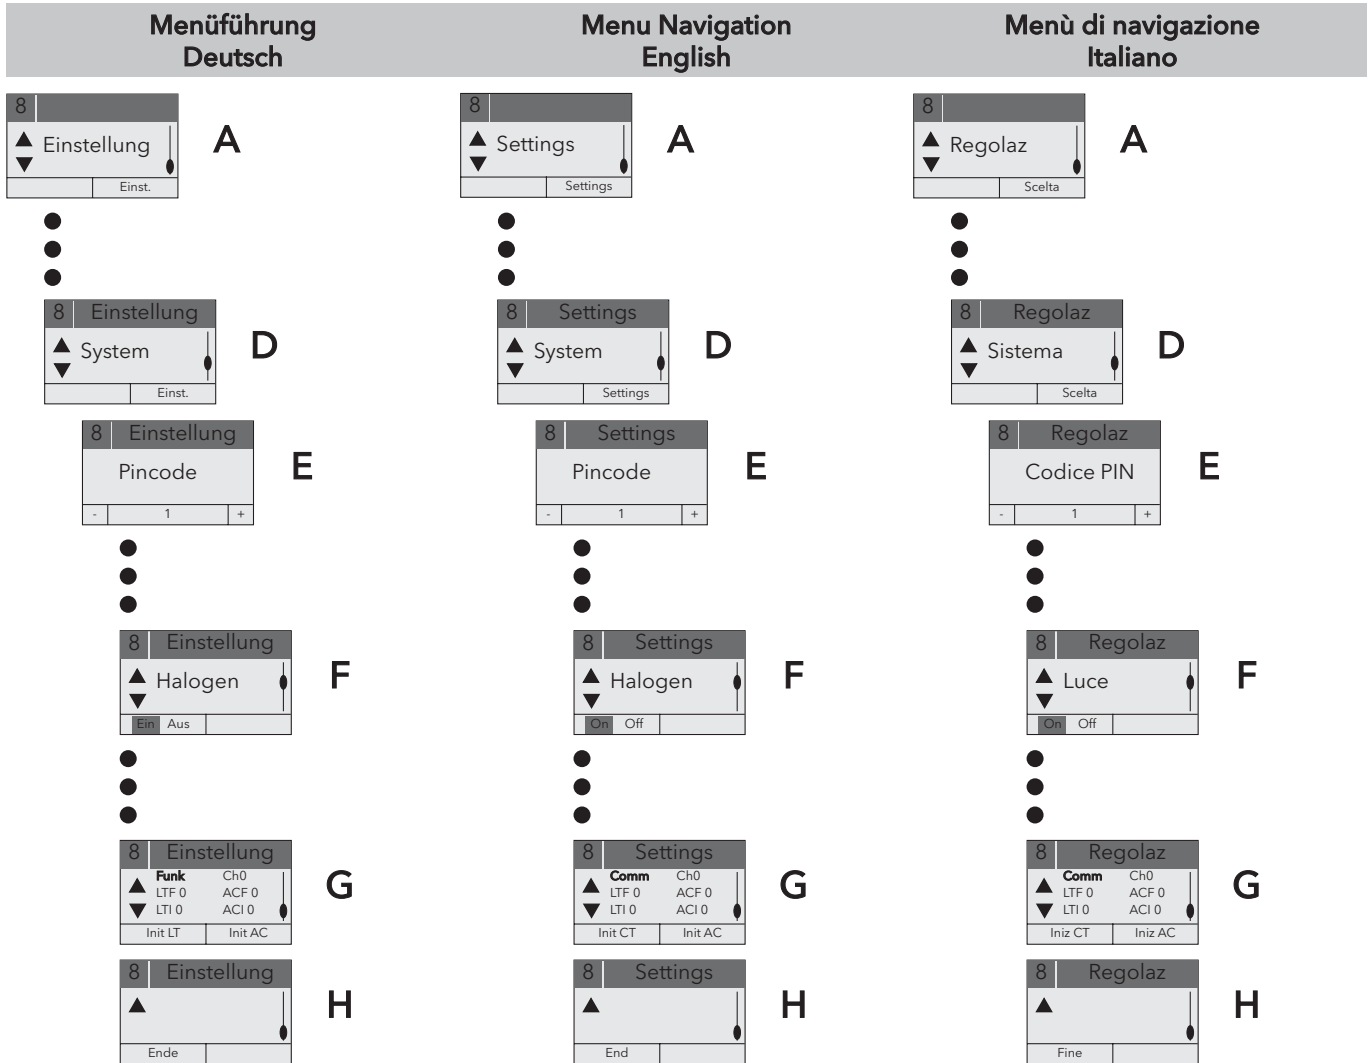 Menüführung
Deutsch
Menu Navigation
English
Menù di navigazione
Italiano
8
Einstellung
Einst.
A
8
Settings
Settings
A
8
Regolaz
Scelta
A
8 Einstellung
System
Einst.
D
8 Settings
System
Settings
D
8 Regolaz
Sistema
Scelta
D
8 Einstellung
Pincode
- 1 +
E
8 Settings
Pincode
- 1 +
E
8 Regolaz
Codice PIN
- 1 +
E
8 Einstellung
Halogen
Ein Aus
F
8 Settings
Halogen
On Off
F
8 Regolaz
Luce
On Off
F
8 Einstellung
Funk Ch0
LTF 0 ACF 0
LTI 0 ACI 0
Init LT Init AC
G
8 Settings
Comm Ch0
LTF 0 ACF 0
LTI 0 ACI 0
Init CT Init AC
G
8 Regolaz
Comm Ch0
LTF 0 ACF 0
LTI 0 ACI 0
Iniz CT Iniz AC
G
8 Einstellung
Ende
H
8 Settings
End
H
8 Regolaz
Fine
H